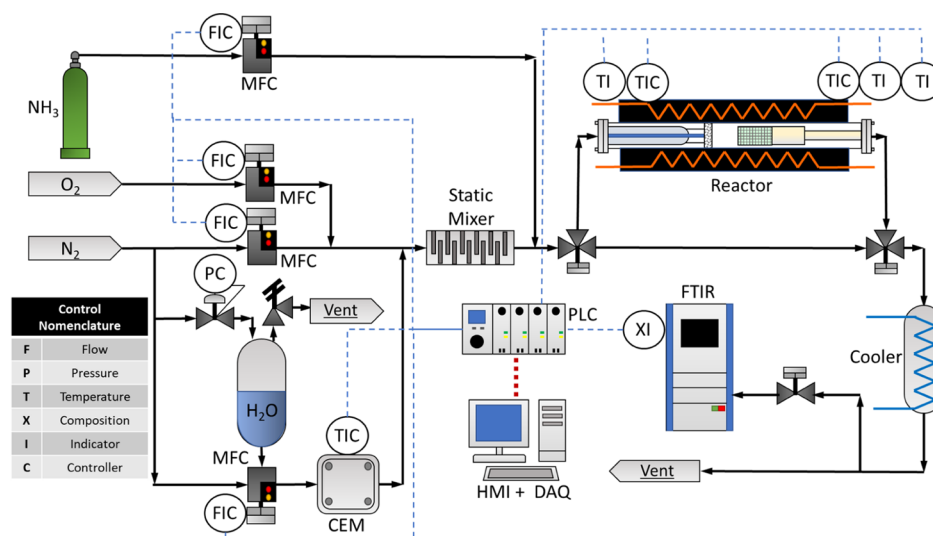 FIC
MFC
NH3
TI
TIC
TIC
TI
TI
Reactor
FIC
O2
MFC
FIC
N2
MFC
Static
Mixer
PC
Vent
Control
Nomenclature
F Flow
P Pressure
T Temperature
X Composition
I Indicator
C Controller
H2O
MFC
FIC
TIC
CEM
PLC
XI
FTIR
HMI + DAQ
Cooler
Vent